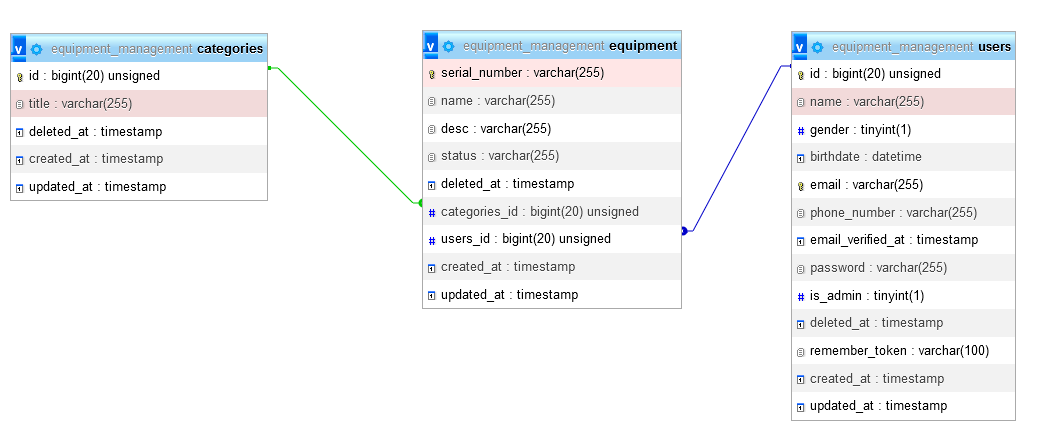 v equipment_management categories
id : bigint(20) unsigned
title : varchar(255)
deleted_at : timestamp
created_at : timestamp
updated_at : timestamp
v equipment_management equipment
serial_number : varchar(255)
name : varchar(255)
desc : varchar(255)
status : varchar(255)
deleted_at : timestamp
# categories_id : bigint(20) unsigned
# users_id : bigint(20) unsigned
created_at : timestamp
updated_at : timestamp
v equipment_management users
id : bigint(20) unsigned
name : varchar(255)
# gender : tinyint(1)
birthdate : datetime
email : varchar(255)
phone_number : varchar(255)
email_verified_at : timestamp
password : varchar(255)
# is_admin : tinyint(1)
deleted_at : timestamp
remember_token : varchar(100)
created_at : timestamp
updated_at : timestamp